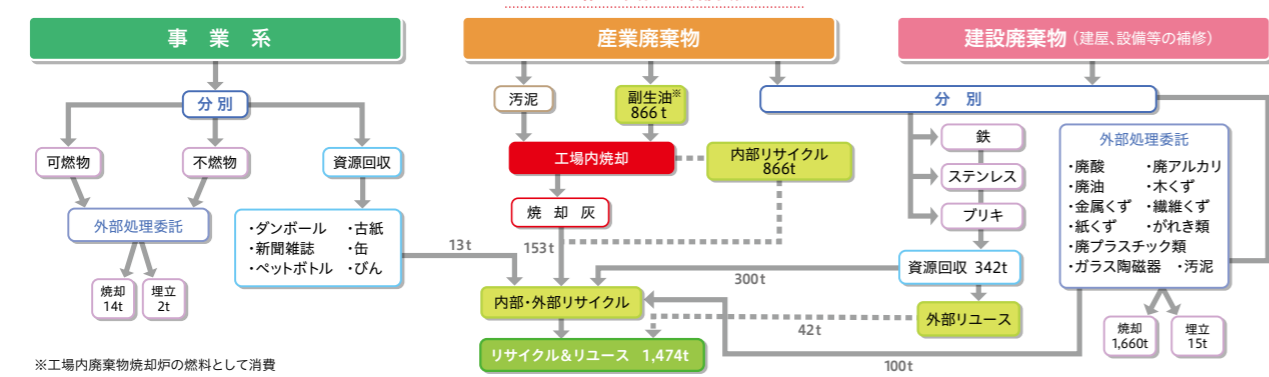 事業系
産業廃棄物
建設廃棄物（建屋、設備等の補修）
分別
汚泥
副生油※
866t
分別
可燃物
不燃物
資源回収
工場内焼却
内部リサイクル
866t
鉄
ステンレス
ブリキ
外部処理委託
・廃酸 ・廃アルカリ
・廃油 ・木くず
・金属くず ・繊維くず
・紙くず ・がれき類
・廃プラスチック類
・ガラス陶磁器 ・汚泥
外部処理委託
・ダンボール ・古紙
・新聞雑誌 ・缶
・ペットボトル ・びん
焼却灰
13t
153t
300t
資源回収 342t
焼却
14t
埋立
2t
内部・外部リサイクル
外部リユース
42t
焼却
1,660t
埋立
15t
リサイクル＆リユース 1,474t
100t
※工場内廃棄物焼却炉の燃料として消費